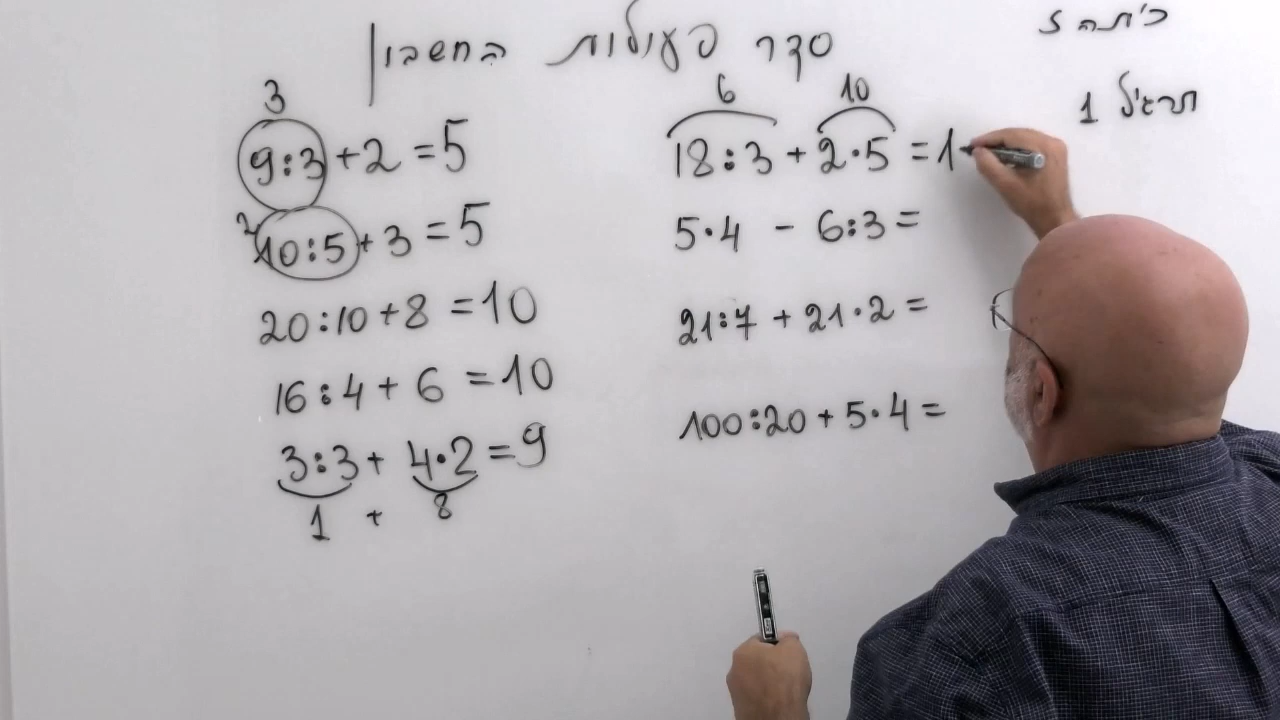 כיתה ז
תרגיל 1
סדר פעולות החשבון
3
9:3+2=5
2
10:5+3=5
20:10+8=10
16:4+6=10
3:3+4·2=9
1 + 8
6 10
18:3+2·5=1
5·4 - 6:3=
21:7+21·2=
100:20+5·4=